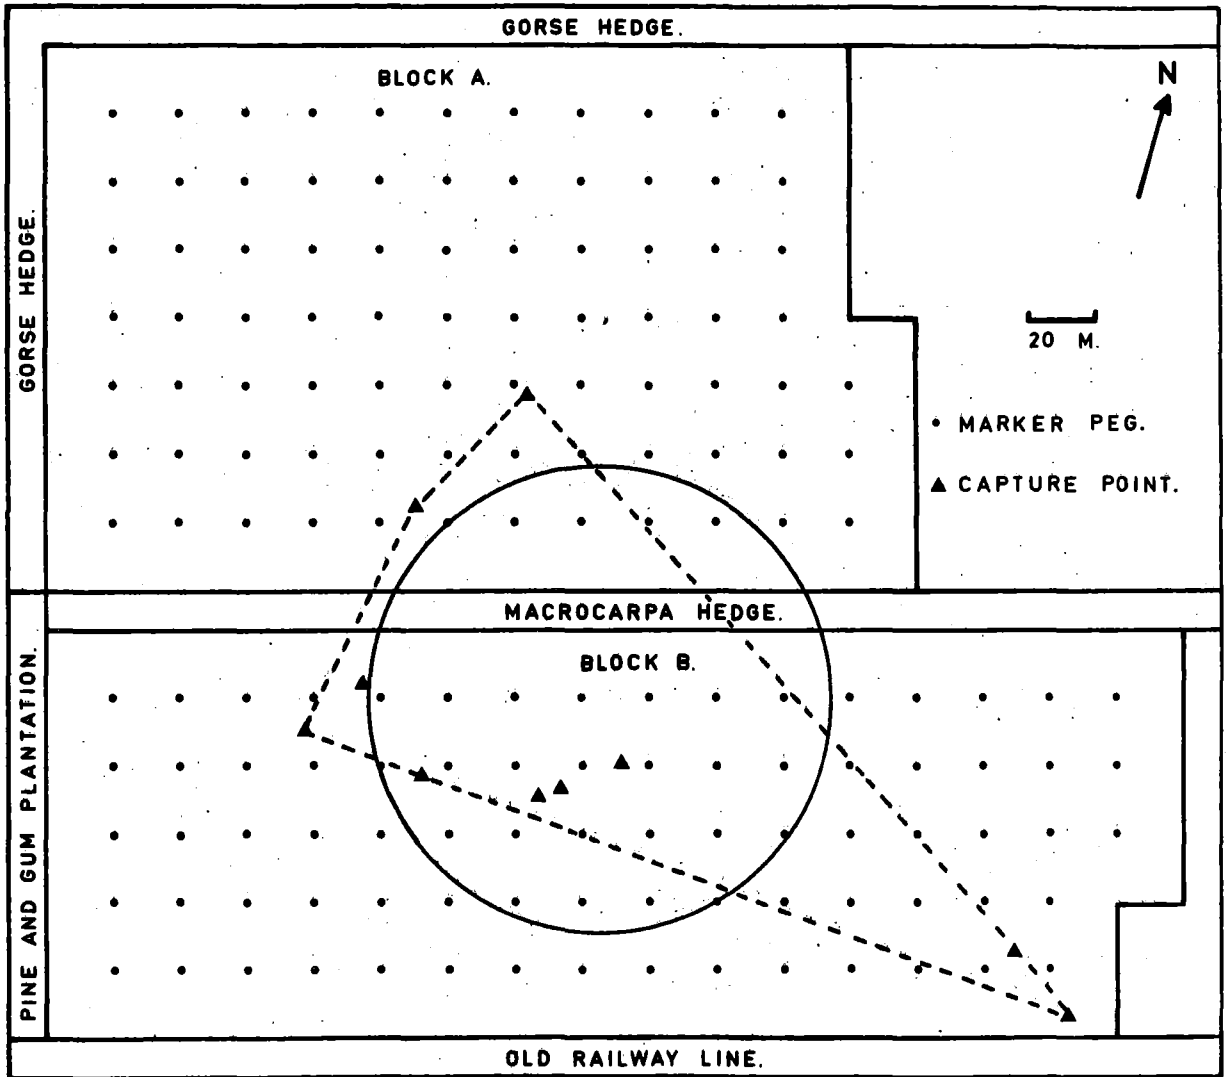 GORSE HEDGE.
BLOCK A.
N
GORSE HEDGE.
20 M.
MARKER PEG.
CAPTURE POINT.
MACROCARPA HEDGE.
BLOCK B.
PINE AND GUM PLANTATION.
OLD RAILWAY LINE.